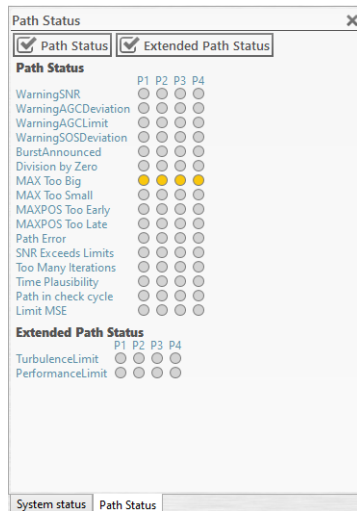 Path Status
Path Status Extended Path Status
Path Status
P1 P2 P3 P4
WarningSNR
WarningAGCDeviation
WarningAGCLimit
WarningSOSDeviation
BurstAnnounced
Division by Zero
MAX Too Big
MAX Too Small
MAXPOS Too Early
MAXPOS Too Late
Path Error
SNR Exceeds Limits
Too Many Iterations
Time Plausibility
Path in check cycle
Limit MSE
Extended Path Status
P1 P2 P3 P4
TurbulenceLimit
PerformanceLimit
System status Path Status